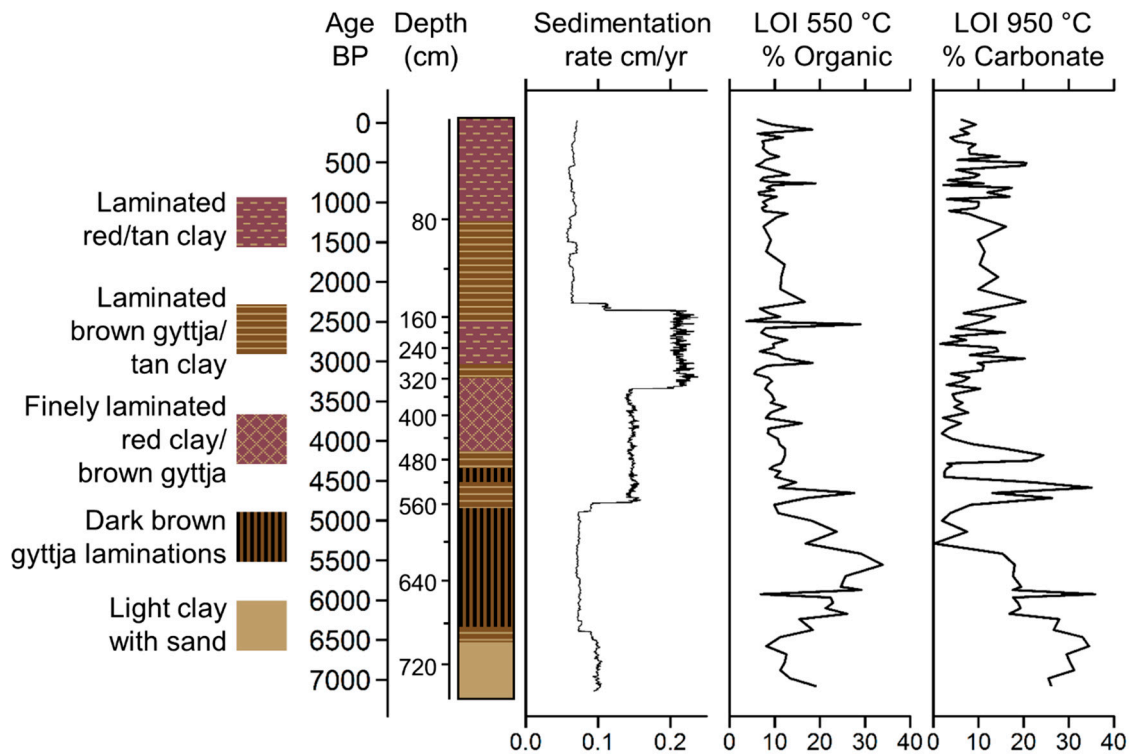 Age BP
Depth (cm)
Sedimentation rate cm/yr
LOI 550 °C % Organic
LOI 950 °C % Carbonate
Laminated red/tan clay
Laminated brown gyttja/ tan clay
Finely laminated red clay/ brown gyttja
Dark brown gyttja laminations
Light clay with sand
0
500
1000
1500
2000
2500
3000
3500
4000
4500
5000
5500
6000
6500
7000
80
160
240
320
400
480
560
640
720
0.0 0.1 0.2
0 10 20 30 40
0 10 20 30 40